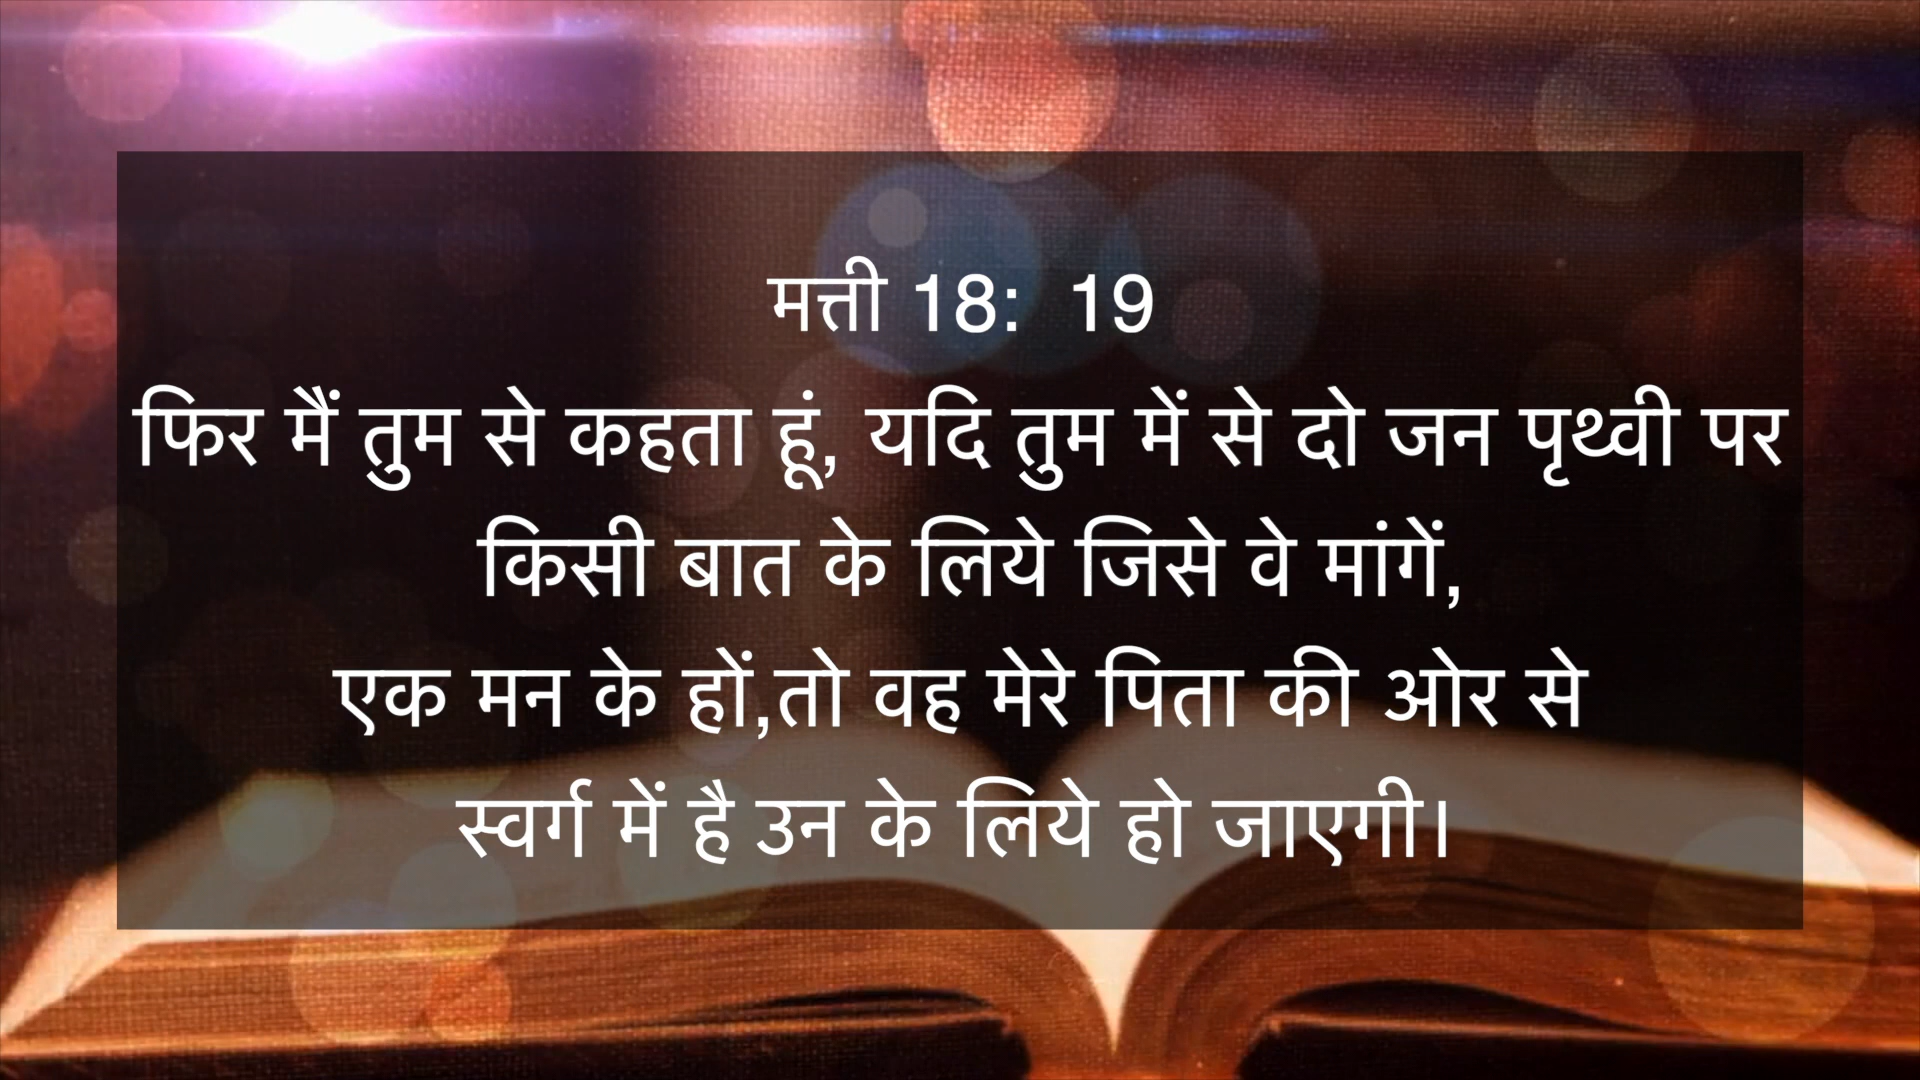 मत्ती 18:  19
फिर मैं तुम से कहता हूं, यदि तुम में से दो जन पृथ्वी पर
किसी बात के लिये जिसे वे मांगें,
एक मन के हों,तो वह मेरे पिता की ओर से
स्वर्ग में है उन के लिये हो जाएगी।